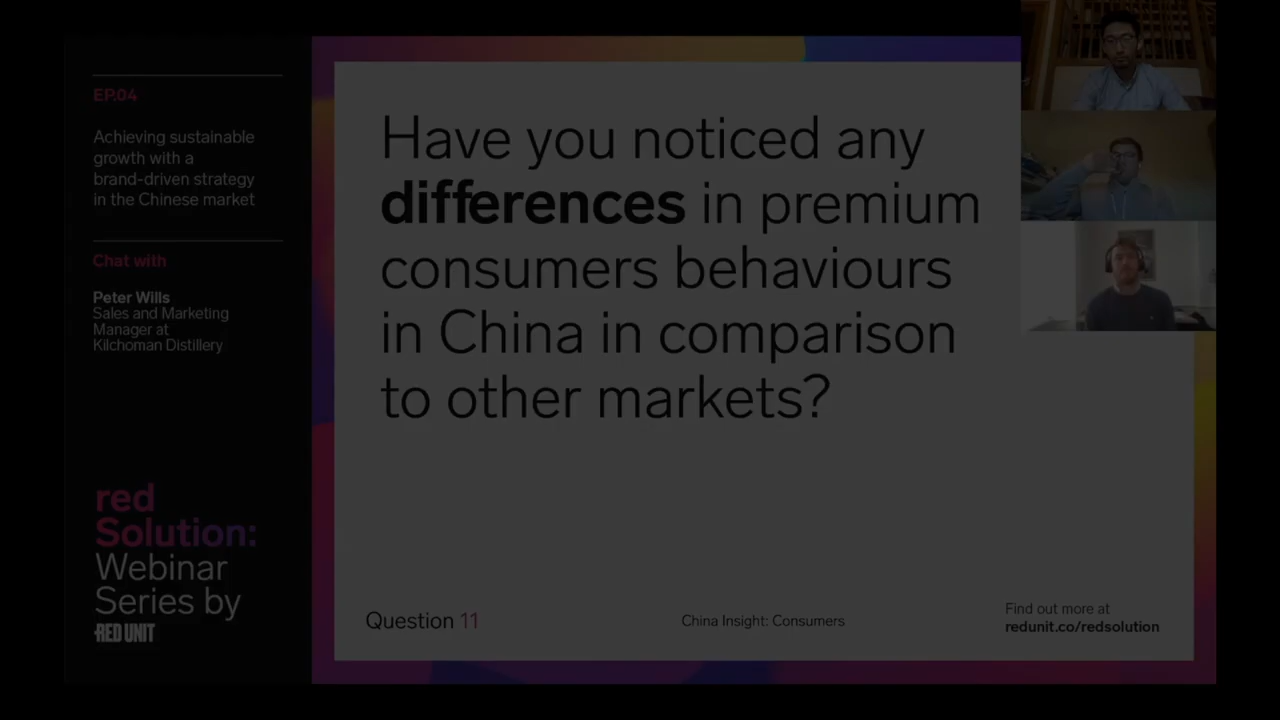 EP.04
Achieving sustainable
growth with a
brand-driven strategy
in the Chinese market
Chat with
Peter Wills
Sales and Marketing
Manager at
Kilchoman Distillery
red
Solution:
Webinar
Series by
RED UNIT
Have you noticed any
differences in premium
consumers behaviours
in China in comparison
to other markets?
Question 11
China Insight: Consumers
Find out more at
redunit.co/redsolution